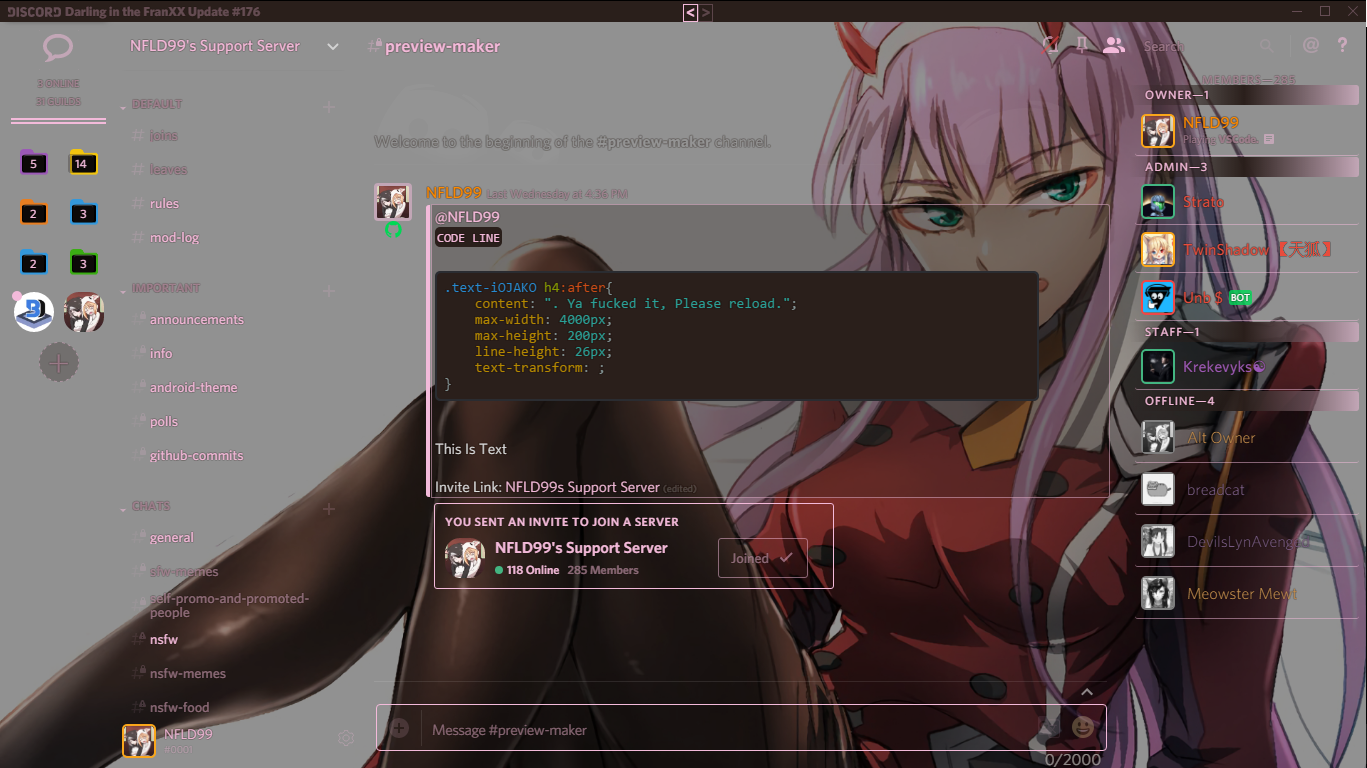 DISCORD Darling in the FranXX Update #176
< >
3 ONLINE
31 GUILDS
5
14
2
3
2
3
NFLD99's Support Server
DEFAULT
joins
leaves
rules
mod-log
IMPORTANT
announcements
info
android-theme
polls
github-commits
CHATS
general
sfw-memes
self-promo-and-promoted-
people
nsfw
nsfw-memes
nsfw-food
NFLD99
#0001
preview-maker
Search
@
?
Welcome to the beginning of the #preview-maker channel.
NFLD99 Last Wednesday at 4:36 PM
@NFLD99
CODE LINE
.text-iOJAKO h4:after{
content: ". Ya fucked it, Please reload.";
max-width: 4000px;
max-height: 200px;
line-height: 26px;
text-transform: ;
}
This Is Text
Invite Link: NFLD99s Support Server (edited)
YOU SENT AN INVITE TO JOIN A SERVER
NFLD99's Support Server
118 Online 285 Members
Joined
Message #preview-maker
0/2000
MEMBERS—285
OWNER—1
NFLD99
Playing VSCode.
ADMIN—3
Strato
TwinShadow 【天狐】
Unb $ BOT
STAFF—1
Krekevyks☯
OFFLINE—4
Alt Owner
breadcat
DevilsLynAvenged
Meowster Mewt